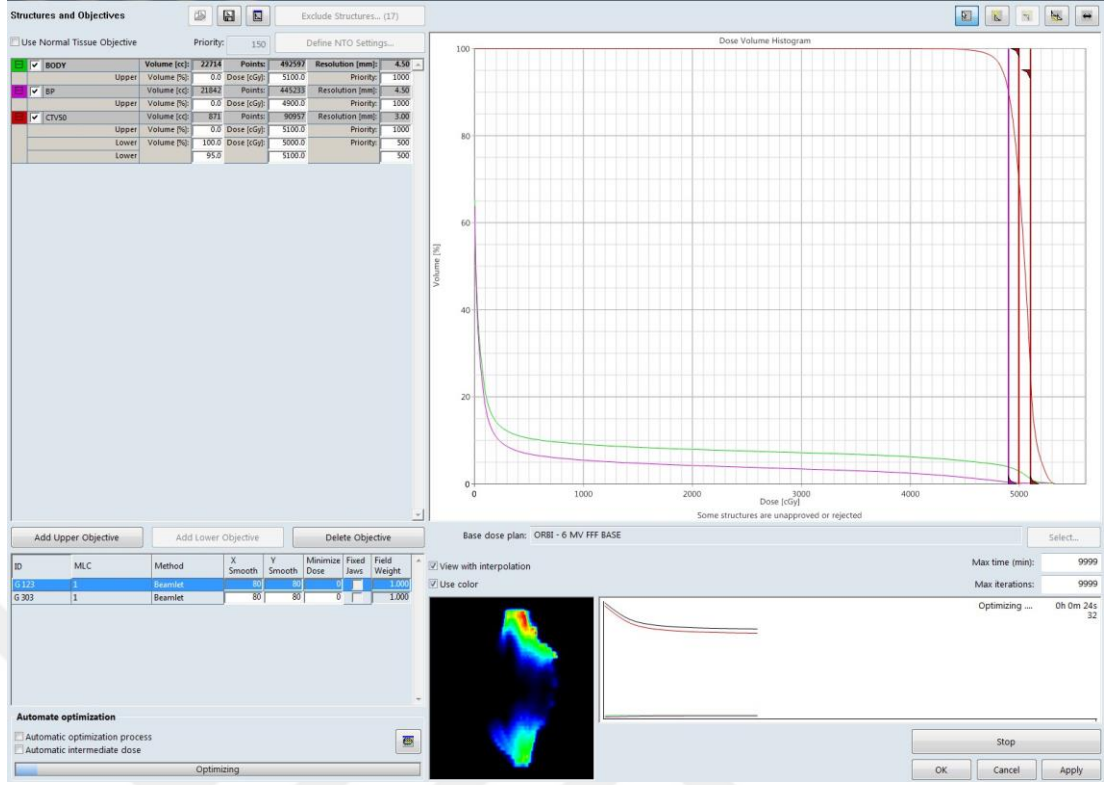 Structures and Objectives
Exclude Structures... (17)
Use Normal Tissue Objective Priority: 150 Define NTO Settings...
BODY Volume [cc]: 22714 Points: 492597 Resolution [mm]: 4.50
Upper Volume [%]: 0.0 Dose [cGy]: 5100.0 Priority: 1000
BP Volume [cc]: 21842 Points: 445233 Resolution [mm]: 4.50
Upper Volume [%]: 0.0 Dose [cGy]: 4900.0 Priority: 1000
CTV50 Volume [cc]: 871 Points: 90957 Resolution [mm]: 3.00
Upper Volume [%]: 0.0 Dose [cGy]: 5100.0 Priority: 1000
Lower Volume [%]: 100.0 Dose [cGy]: 5000.0 Priority: 500
Lower 95.0 5100.0 500
Add Upper Objective Add Lower Objective Delete Objective
ID MLC Method X Smooth Y Smooth Minimize Dose Fixed Jaws Field Weight
G 123 1 Beamlet 80 80 0 1.000
G 303 1 Beamlet 80 80 0 1.000
Automate optimization
Automatic optimization process
Automatic intermediate dose
Optimizing
Dose Volume Histogram
100
80
60
40
20
0
Volume [%]
0 1000 2000 3000 4000 5000
Dose [cGy]
Some structures are unapproved or rejected
Base dose plan: ORBI - 6 MV FFF BASE Select...
View with interpolation
Use color
Max time (min): 9999
Max iterations: 9999
Optimizing .... 0h 0m 24s
32
Stop
OK Cancel Apply